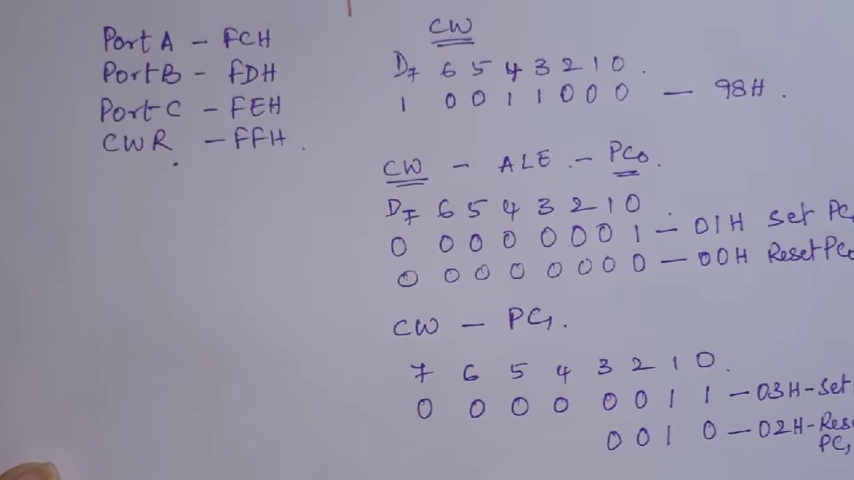 Port A - FCH
Port B - FDH
Port C - FEH
CWR - FFH.
CW
D7 6 5 4 3 2 1 0.
1 0 0 1 1 0 0 0 - 98H.
CW - ALE - PC0.
D7 6 5 4 3 2 1 0
0 0 0 0 0 0 0 1 - 01H Set PC
0 0 0 0 0 0 0 0 - 00H Reset PC0
CW - PC1.
7 6 5 4 3 2 1 0.
0 0 0 0 0 0 1 1 - 03H - Set
0 0 1 0 - 02H - Res
PC1